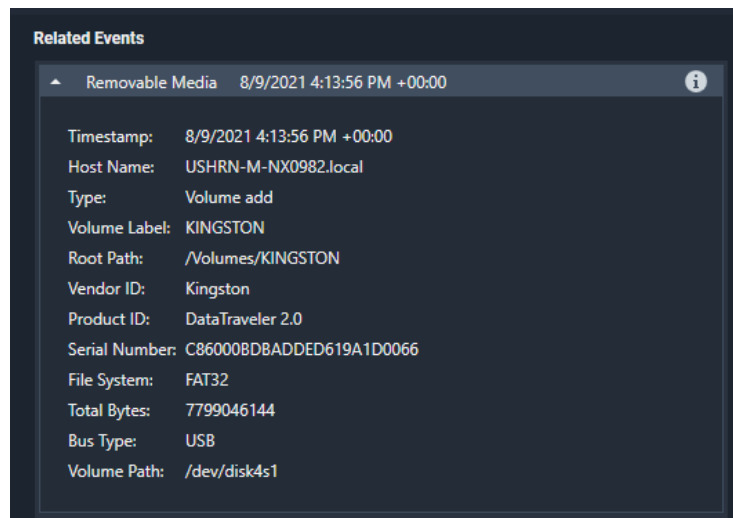 Related Events
Removable Media 8/9/2021 4:13:56 PM +00:00
Timestamp: 8/9/2021 4:13:56 PM +00:00
Host Name: USHRN-M-NX0982.local
Type: Volume add
Volume Label: KINGSTON
Root Path: /Volumes/KINGSTON
Vendor ID: Kingston
Product ID: DataTraveler 2.0
Serial Number: C86000BDBADDED619A1D0066
File System: FAT32
Total Bytes: 7799046144
Bus Type: USB
Volume Path: /dev/disk4s1